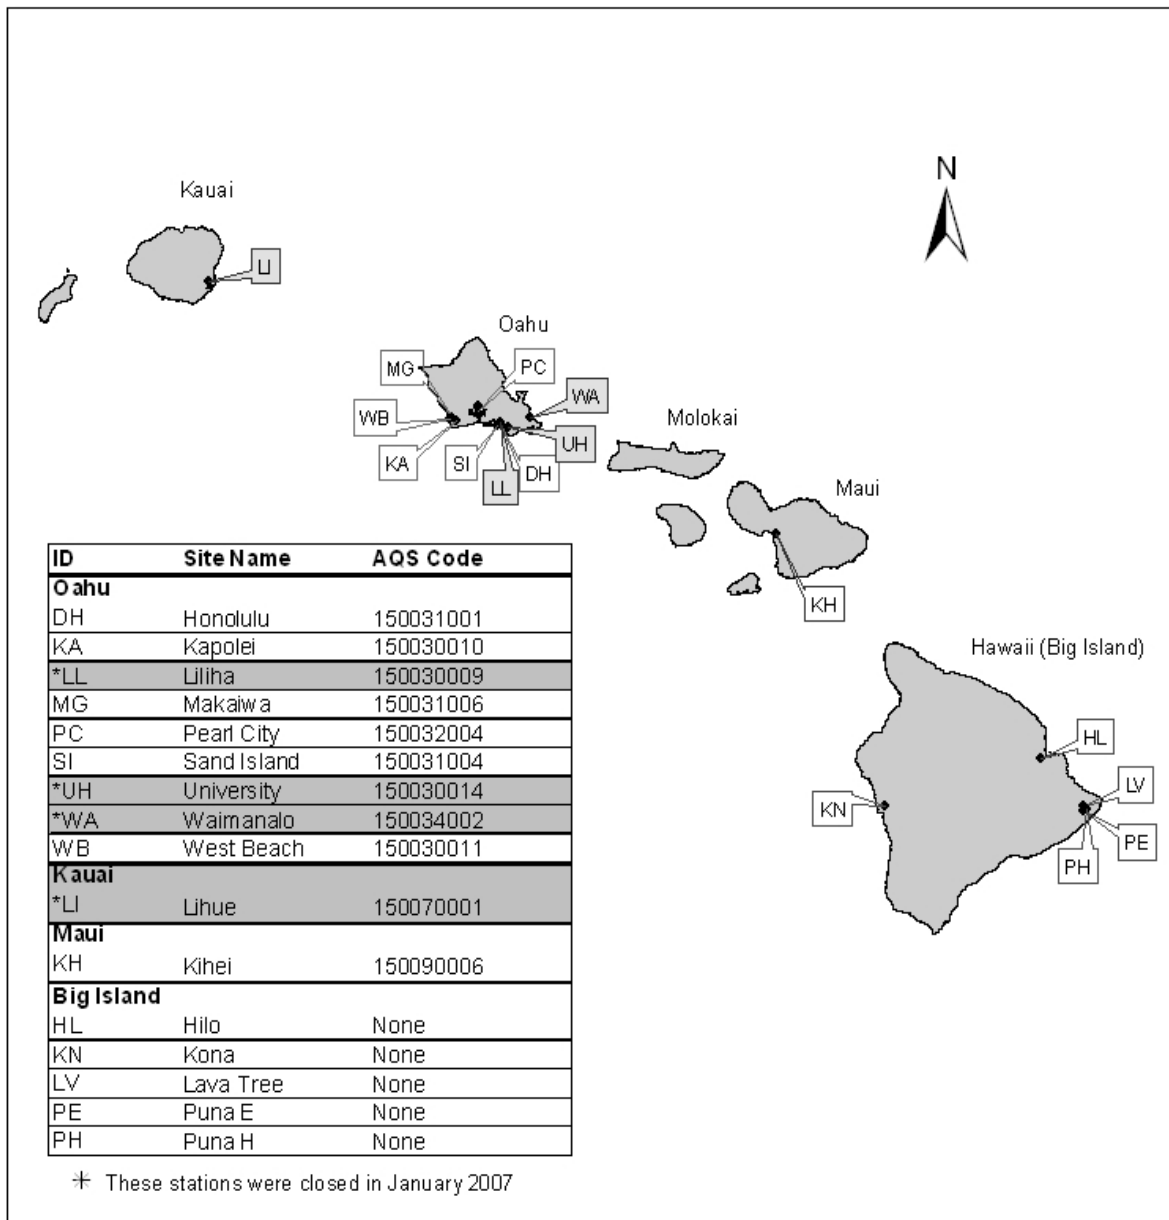 N
Kauai
LI
Oahu
MG
PC
WA
WB
Molokai
UH
KA
SI
DH
LL
Maui
KH
Hawaii (Big Island)
HL
LV
KN
PE
PH
ID Site Name AQS Code
Oahu
DH Honolulu 150031001
KA Kapolei 150030010
*LL Liliha 150030009
MG Makaiwa 150031006
PC Pearl City 150032004
SI Sand Island 150031004
*UH University 150030014
*WA Waimanalo 150034002
WB West Beach 150030011
Kauai
*LI Lihue 150070001
Maui
KH Kihei 150090006
Big Island
HL Hilo None
KN Kona None
LV Lava Tree None
PE Puna E None
PH Puna H None
* These stations were closed in January 2007